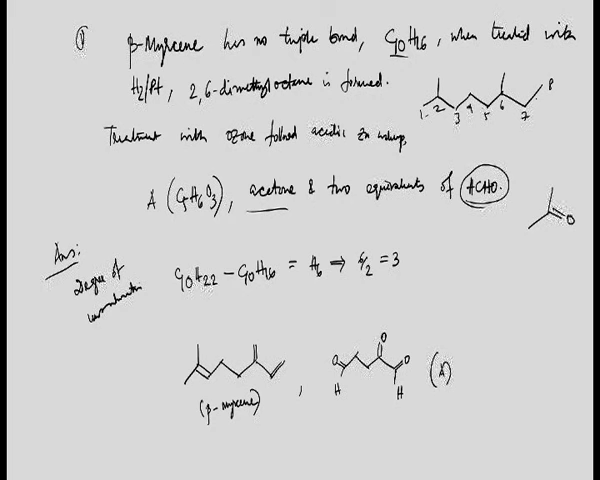 ① β-Myrcene has no triple bond, C10H16, when treated with
H2/Pt, 2,6-dimethyloctane is formed.
1 2 3 4 5 6 7 8
Treatment with ozone followed acidic Zn workup,
A (C5H6O3), acetone & two equivalents of HCHO.
O
Ans:
Degree of unsaturation
C10H22 – C10H16 = H6 ⇒ 6/2 = 3
O O O
H H (A)
(β-myrcene) ,